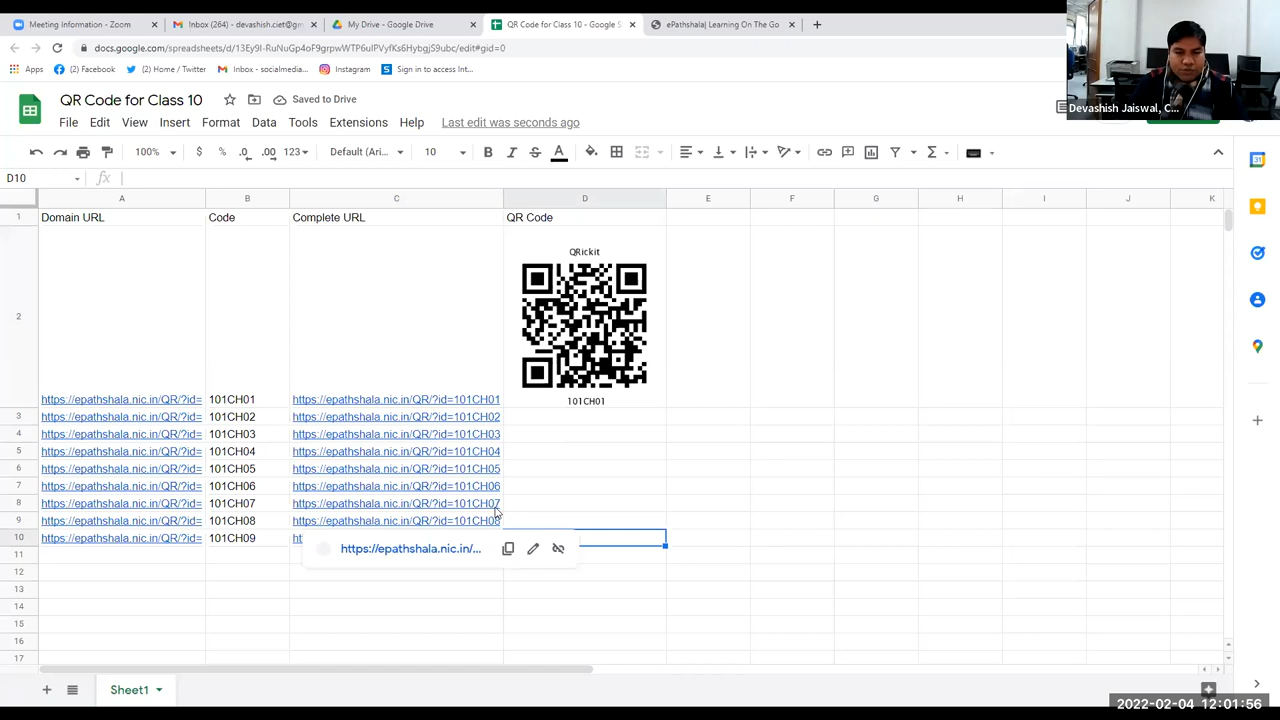 Meeting Information - Zoom
Inbox (264) - devashish.ciet@gm
My Drive - Google Drive
QR Code for Class 10 - Google S
ePathshala| Learning On The Go
docs.google.com/spreadsheets/d/13Ey9I-RuNuGp4oF9grpwWTP6uIPVyfKs6HybgjS9ubc/edit#gid=0
Apps
(2) Facebook
(2) Home / Twitter
Inbox - socialmedia...
Instagram
Sign in to access Int...
Devashish Jaiswal, C...
QR Code for Class 10
Saved to Drive
File Edit View Insert Format Data Tools Extensions Help Last edit was seconds ago
100% $ % .0 .00 123 Default (Ari... 10 B I S A
D10 fx
A B C D E F G H I J K
1 Domain URL Code Complete URL QR Code
QRickit
2 https://epathshala.nic.in/QR/?id= 101CH01 https://epathshala.nic.in/QR/?id=101CH01
101CH01
3 https://epathshala.nic.in/QR/?id= 101CH02 https://epathshala.nic.in/QR/?id=101CH02
4 https://epathshala.nic.in/QR/?id= 101CH03 https://epathshala.nic.in/QR/?id=101CH03
5 https://epathshala.nic.in/QR/?id= 101CH04 https://epathshala.nic.in/QR/?id=101CH04
6 https://epathshala.nic.in/QR/?id= 101CH05 https://epathshala.nic.in/QR/?id=101CH05
7 https://epathshala.nic.in/QR/?id= 101CH06 https://epathshala.nic.in/QR/?id=101CH06
8 https://epathshala.nic.in/QR/?id= 101CH07 https://epathshala.nic.in/QR/?id=101CH07
9 https://epathshala.nic.in/QR/?id= 101CH08 https://epathshala.nic.in/QR/?id=101CH08
10 https://epathshala.nic.in/QR/?id= 101CH09 ht
https://epathshala.nic.in/...
12
13
14
15
16
17
Sheet1
31
2022-02-04 12:01:56